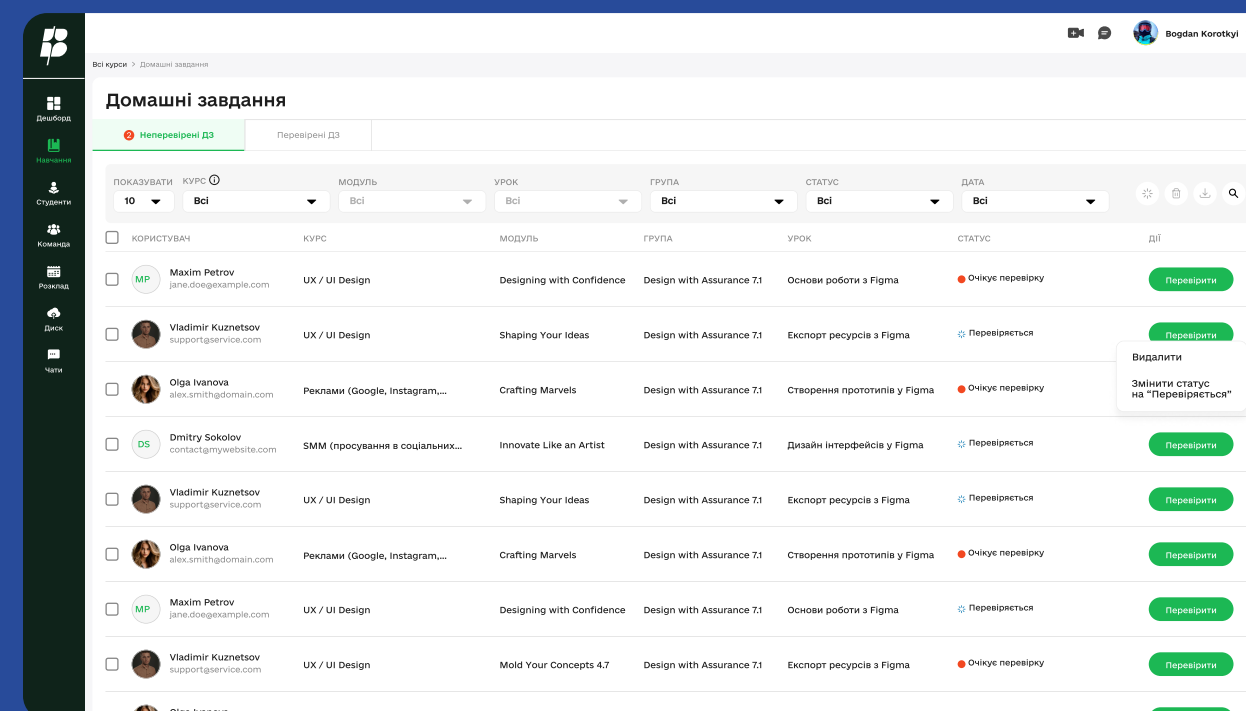 Bogdan Korotkyi
Всі курси > Домашні завдання
Домашні завдання
Дешборд
Навчання
Студенти
Команда
Розклад
Диск
Чати
2 Неперевірені ДЗ Перевірені ДЗ
ПОКАЗУВАТИ КУРС МОДУЛЬ УРОК ГРУПА СТАТУС ДАТА
10 Всі Всі Всі Всі Всі Всі
КОРИСТУВАЧ КУРС МОДУЛЬ ГРУПА УРОК СТАТУС ДІЇ
MP Maxim Petrov
jane.doe@example.com
UX / UI Design Designing with Confidence Design with Assurance 7.1 Основи роботи з Figma Очікує перевірку Перевірити
Vladimir Kuznetsov
support@service.com
UX / UI Design Shaping Your Ideas Design with Assurance 7.1 Експорт ресурсів з Figma Перевіряється Перевірити
Видалити
Змінити статус
на “Перевіряється”
Olga Ivanova
alex.smith@domain.com
Реклами (Google, Instagram,... Crafting Marvels Design with Assurance 7.1 Створення прототипів у Figma Очікує перевірку
DS Dmitry Sokolov
contact@mywebsite.com
SMM (просування в соціальних... Innovate Like an Artist Design with Assurance 7.1 Дизайн інтерфейсів у Figma Перевіряється Перевірити
Vladimir Kuznetsov
support@service.com
UX / UI Design Shaping Your Ideas Design with Assurance 7.1 Експорт ресурсів з Figma Перевіряється Перевірити
Olga Ivanova
alex.smith@domain.com
Реклами (Google, Instagram,... Crafting Marvels Design with Assurance 7.1 Створення прототипів у Figma Очікує перевірку Перевірити
MP Maxim Petrov
jane.doe@example.com
UX / UI Design Designing with Confidence Design with Assurance 7.1 Основи роботи з Figma Перевіряється Перевірити
Vladimir Kuznetsov
support@service.com
UX / UI Design Mold Your Concepts 4.7 Design with Assurance 7.1 Експорт ресурсів з Figma Очікує перевірку Перевірити